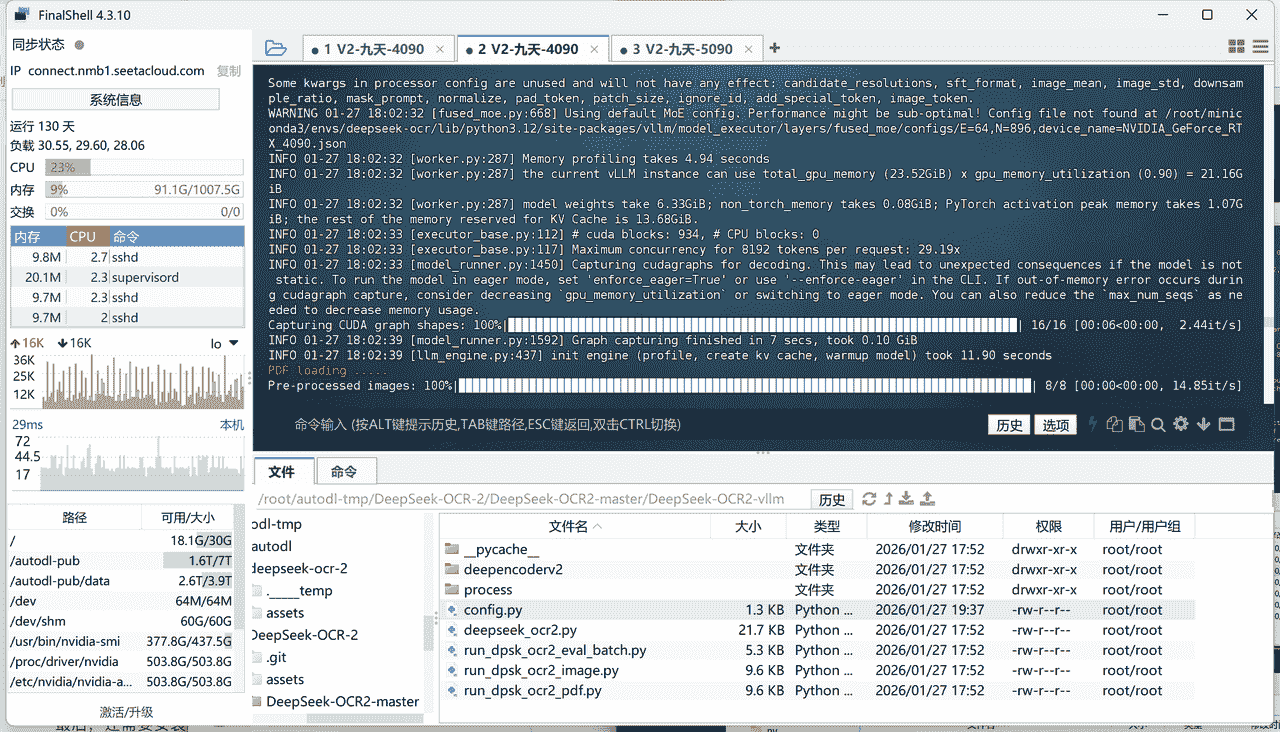 FinalShell 4.3.10
同步状态
IP connect.nmb1.seetacloud.com 复制
系统信息
运行 130 天
负载 30.55, 29.60, 28.06
CPU 23%
内存 9% 91.1G/1007.5G
交换 0% 0/0
内存 CPU 命令
9.8M 2.7 sshd
20.1M 2.3 supervisord
9.7M 2.3 sshd
9.7M 2 sshd
16K 16K lo
36K
25K
12K
29ms 本机
72
44.5
17
路径 可用/大小
/ 18.1G/30G
/autodl-pub 1.6T/7T
/autodl-pub/data 2.6T/3.9T
/dev 64M/64M
/dev/shm 60G/60G
/usr/bin/nvidia-smi 377.8G/437.5G
/proc/driver/nvidia 503.8G/503.8G
/etc/nvidia/nvidia-a... 503.8G/503.8G
激活/升级
1 V2-九天-4090
2 V2-九天-4090
3 V2-九天-5090
Some kwargs in processor config are unused and will not have any effect: candidate_resolutions, sft_format, image_mean, image_std, downsam
ple_ratio, mask_prompt, normalize, pad_token, patch_size, ignore_id, add_special_token, image_token.
WARNING 01-27 18:02:32 [fused_moe.py:668] Using default MoE config. Performance might be sub-optimal! Config file not found at /root/minic
onda3/envs/deepseek-ocr/lib/python3.12/site-packages/vllm/model_executor/layers/fused_moe/configs/E=64,N=896,device_name=NVIDIA_GeForce_RT
X_4090.json
INFO 01-27 18:02:32 [worker.py:287] Memory profiling takes 4.94 seconds
INFO 01-27 18:02:32 [worker.py:287] the current vLLM instance can use total_gpu_memory (23.52GiB) x gpu_memory_utilization (0.90) = 21.16G
iB
INFO 01-27 18:02:32 [worker.py:287] model weights take 6.33GiB; non_torch_memory takes 0.08GiB; PyTorch activation peak memory takes 1.07G
iB; the rest of the memory reserved for KV Cache is 13.68GiB.
INFO 01-27 18:02:33 [executor_base.py:112] # cuda blocks: 934, # CPU blocks: 0
INFO 01-27 18:02:33 [executor_base.py:117] Maximum concurrency for 8192 tokens per request: 29.19x
INFO 01-27 18:02:33 [model_runner.py:1450] Capturing cudagraphs for decoding. This may lead to unexpected consequences if the model is not
static. To run the model in eager mode, set 'enforce_eager=True' or use '--enforce-eager' in the CLI. If out-of-memory error occurs durin
g cudagraph capture, consider decreasing `gpu_memory_utilization` or switching to eager mode. You can also reduce the `max_num_seqs` as ne
eded to decrease memory usage.
Capturing CUDA graph shapes: 100%| | 16/16 [00:06<00:00, 2.44it/s]
INFO 01-27 18:02:39 [model_runner.py:1592] Graph capturing finished in 7 secs, took 0.10 GiB
INFO 01-27 18:02:39 [llm_engine.py:437] init engine (profile, create kv cache, warmup model) took 11.90 seconds
PDF loading .....
Pre-processed images: 100%| | 8/8 [00:00<00:00, 14.85it/s]
命令输入 (按ALT键提示历史,TAB键路径,ESC键返回,双击CTRL切换) 历史 选项
文件 命令
/root/autodl-tmp/DeepSeek-OCR-2/DeepSeek-OCR2-master/DeepSeek-OCR2-vllm 历史
odl-tmp
autodl
deepseek-ocr-2
._____temp
assets
DeepSeek-OCR-2
.git
assets
DeepSeek-OCR2-master
文件名 大小 类型 修改时间 权限 用户/用户组
__pycache__ 文件夹 2026/01/27 17:52 drwxr-xr-x root/root
deepencoderv2 文件夹 2026/01/27 17:52 drwxr-xr-x root/root
process 文件夹 2026/01/27 17:52 drwxr-xr-x root/root
config.py 1.3 KB Python ... 2026/01/27 19:37 -rw-r--r-- root/root
deepseek_ocr2.py 21.7 KB Python ... 2026/01/27 17:52 -rw-r--r-- root/root
run_dpsk_ocr2_eval_batch.py 5.3 KB Python ... 2026/01/27 17:52 -rw-r--r-- root/root
run_dpsk_ocr2_image.py 9.6 KB Python ... 2026/01/27 17:52 -rw-r--r-- root/root
run_dpsk_ocr2_pdf.py 9.6 KB Python ... 2026/01/27 17:52 -rw-r--r-- root/root